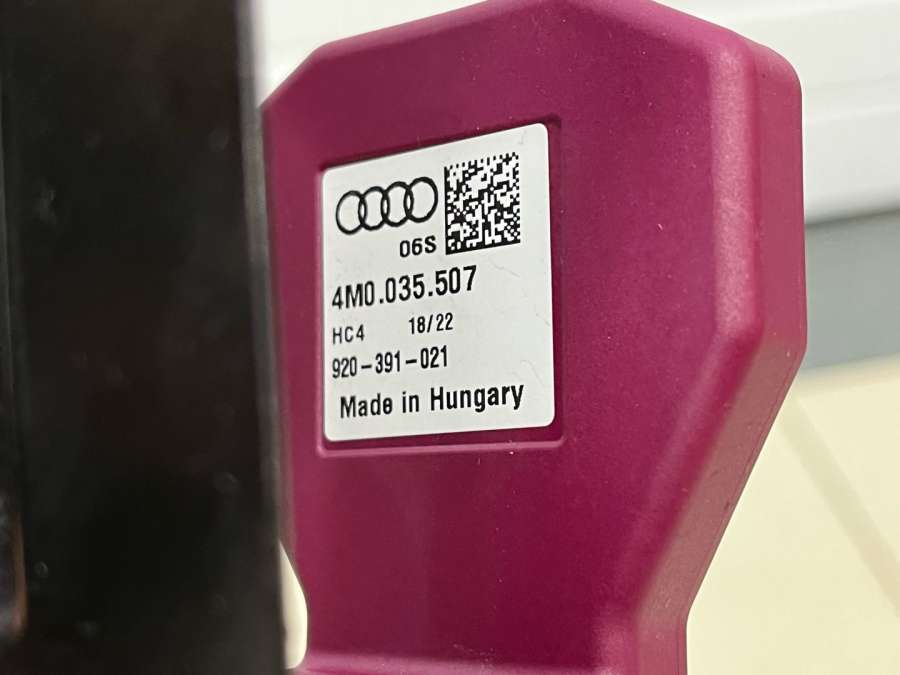 06S
4M0.035.507
HC4 18/22
920-391-021
Made in Hungary